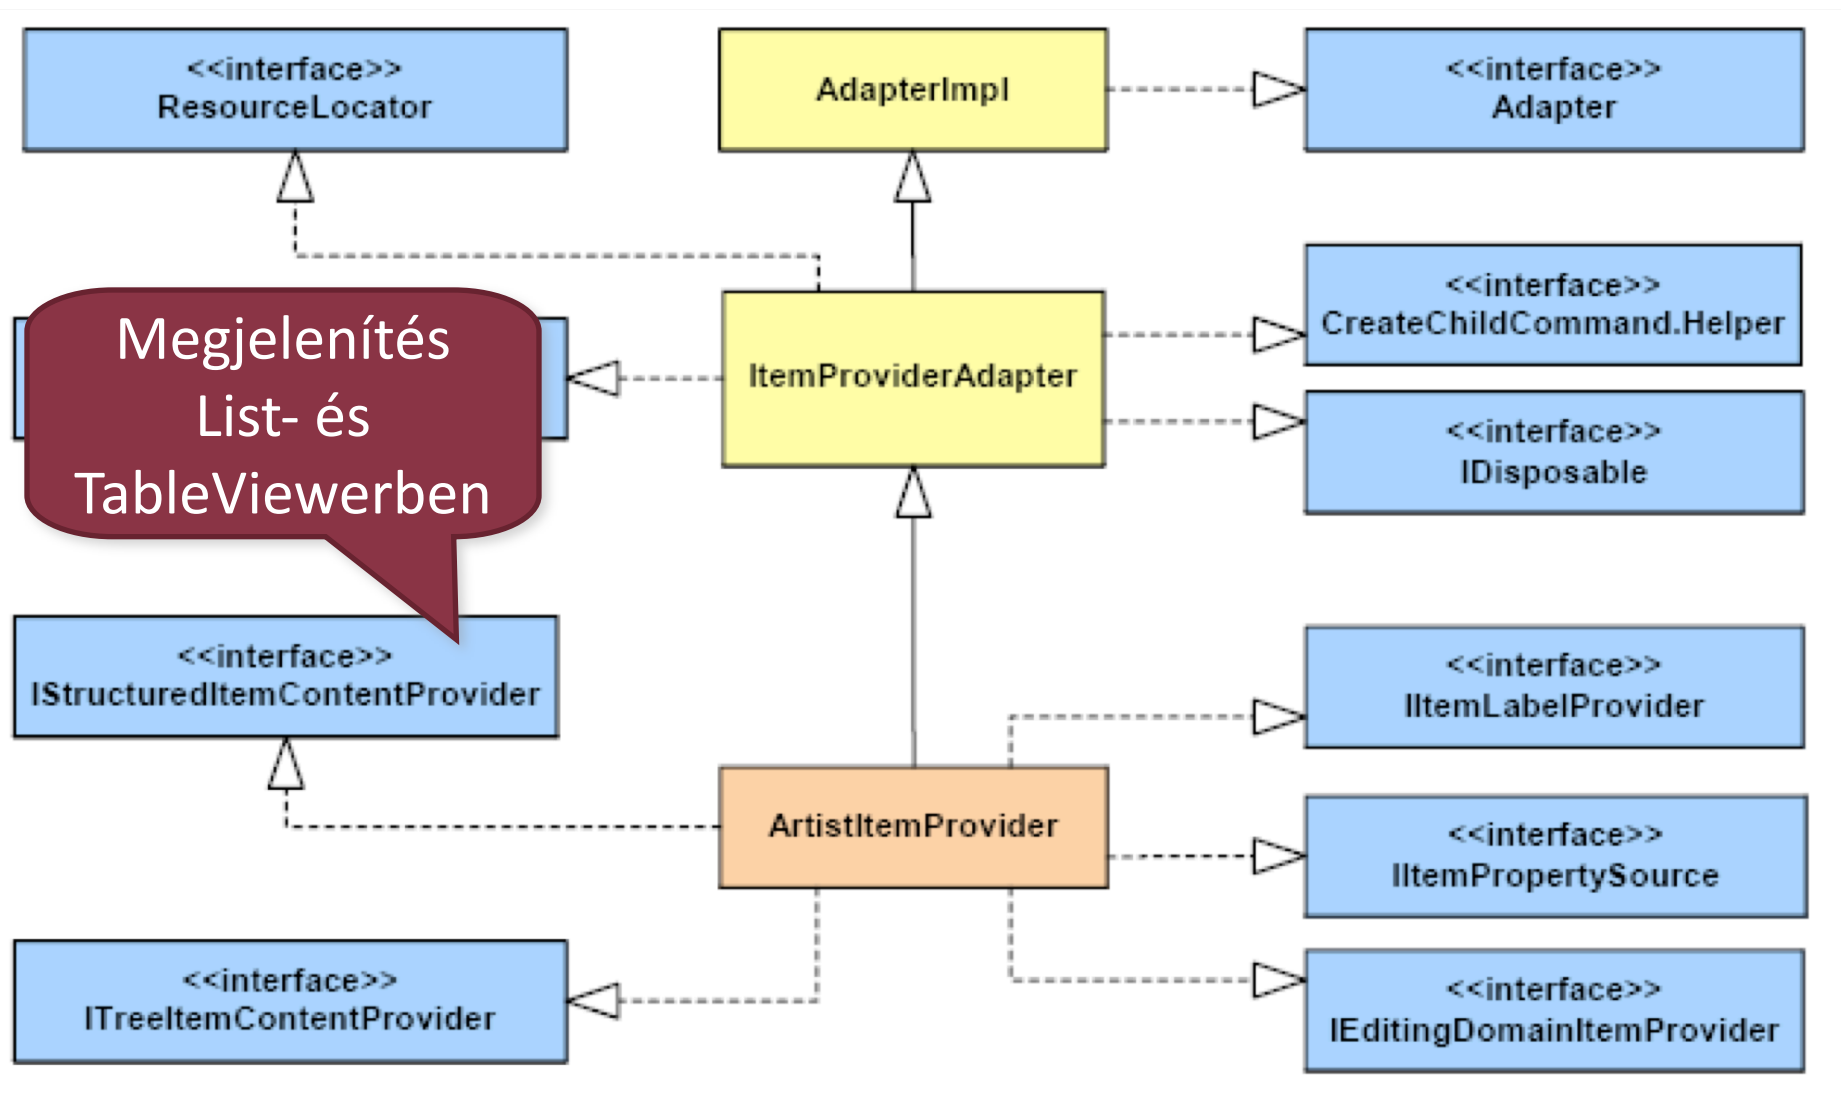 <<interface>>
ResourceLocator
AdapterImpl
<<interface>>
Adapter
<<interface>>
CreateChildCommand.Helper
Megjelenítés
List- és
TableViewerben
ItemProviderAdapter
<<interface>>
IDisposable
<<interface>>
IStructuredItemContentProvider
<<interface>>
IItemLabelProvider
ArtistItemProvider
<<interface>>
IItemPropertySource
<<interface>>
ITreeItemContentProvider
<<interface>>
IEditingDomainItemProvider